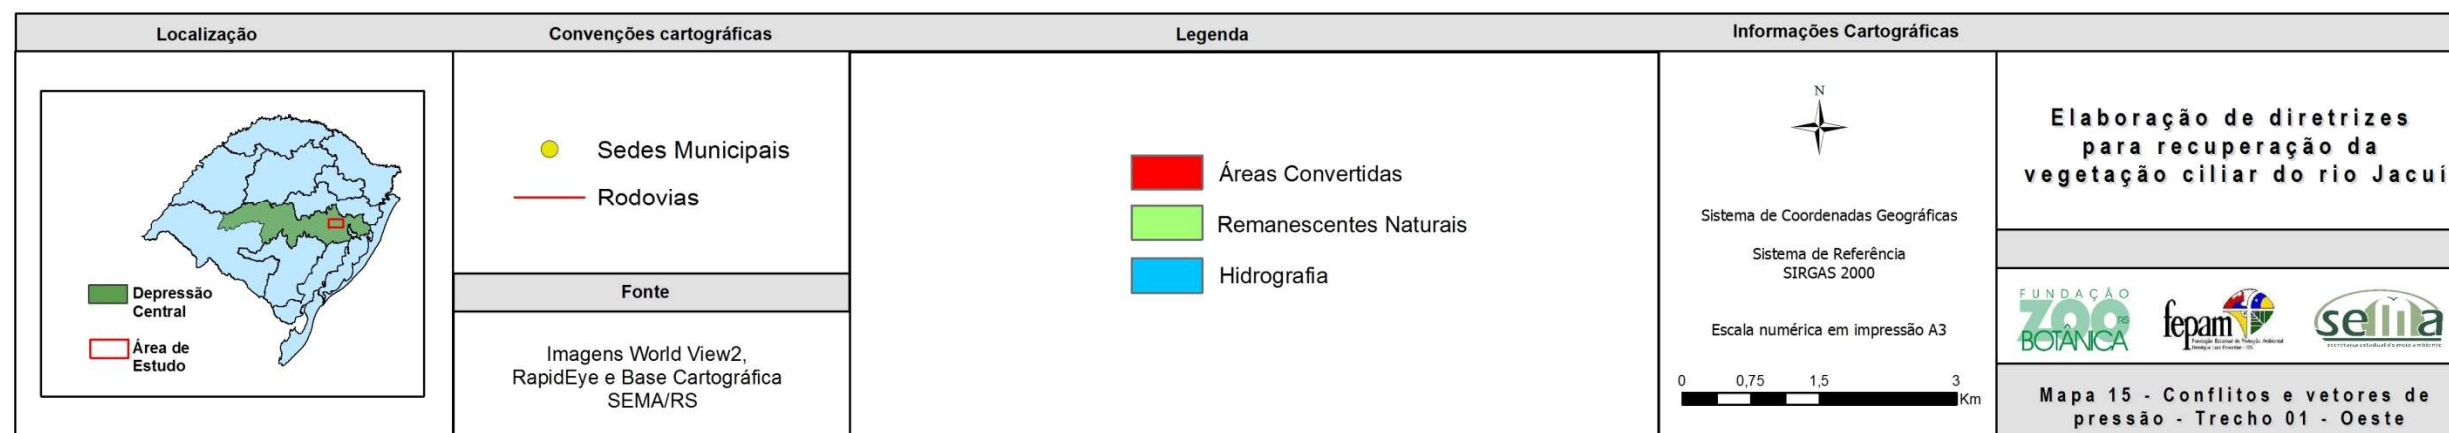 Localização
Convenções cartográficas
Legenda
Informações Cartográficas
Depressão
Central
Área de
Estudo
Sedes Municipais
Rodovias
Fonte
Imagens World View2,
RapidEye e Base Cartográfica
SEMA/RS
Áreas Convertidas
Remanescentes Naturais
Hidrografia
N
Sistema de Coordenadas Geográficas
Sistema de Referência
SIRGAS 2000
Escala numérica em impressão A3
0 0,75 1,5 3
Km
Elaboração de diretrizes
para recuperação da
vegetação ciliar do rio Jacuí
FUNDAÇÃO
ZOO RS
BOTÂNICA
fepam
sema
Mapa 15 - Conflitos e vetores de
pressão - Trecho 01 - Oeste